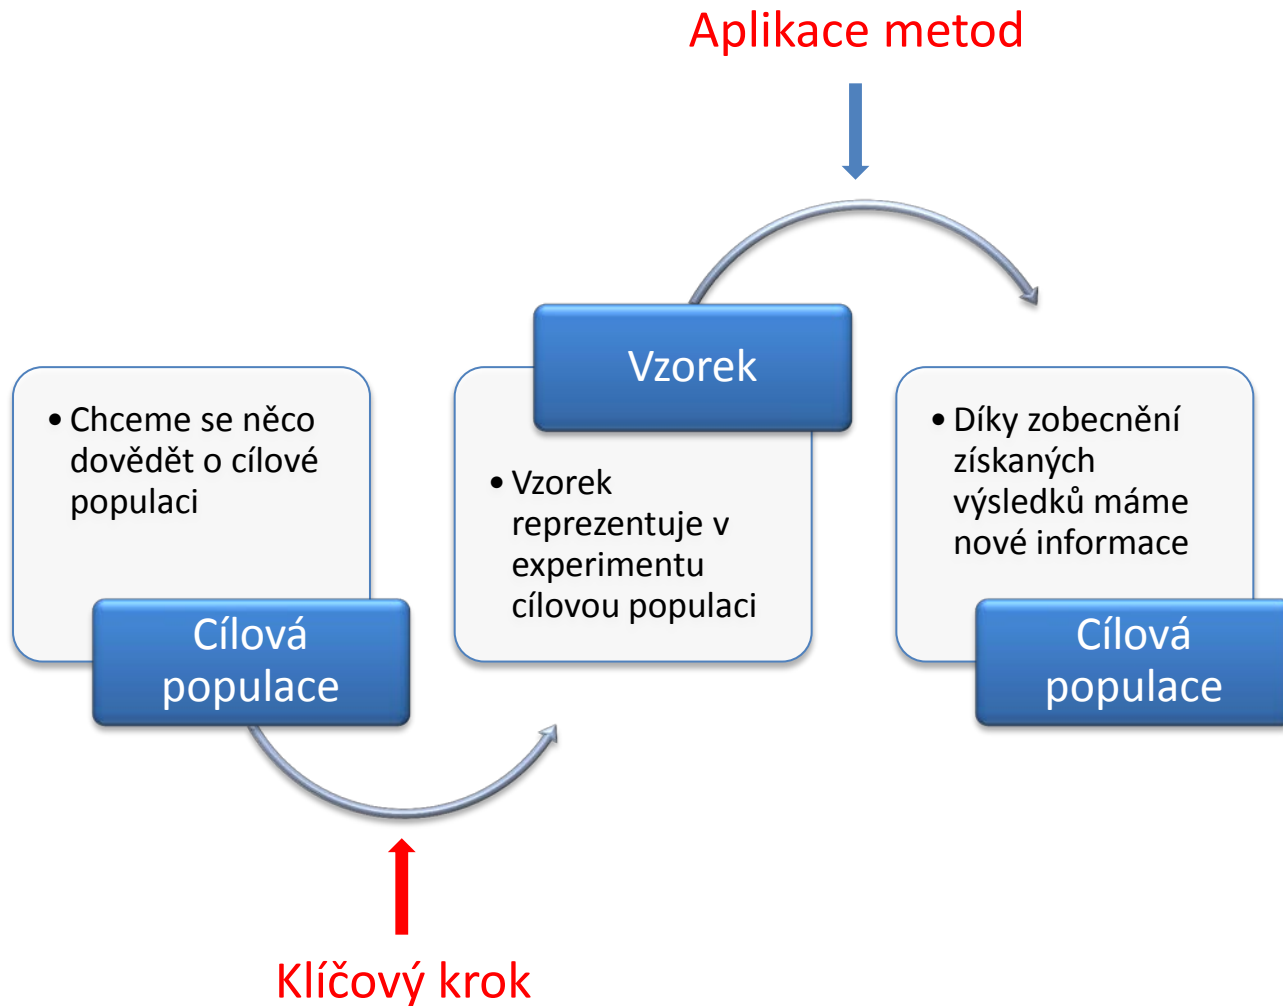 Aplikace metod
• Chceme se něco
dovědět o cílové
populaci
Cílová
populace
Vzorek
• Vzorek
reprezentuje v
experimentu
cílovou populaci
• Díky zobecnění
získaných
výsledků máme
nové informace
Cílová
populace
Klíčový krok